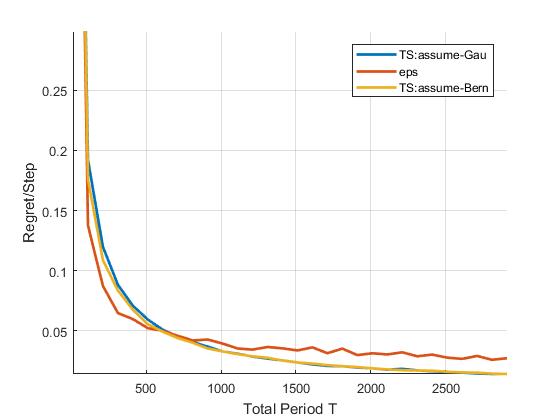 TS:assume-Gau
eps
TS:assume-Bern
0.25
0.2
0.15
0.1
0.05
Regret/Step
500 1000 1500 2000 2500
Total Period T